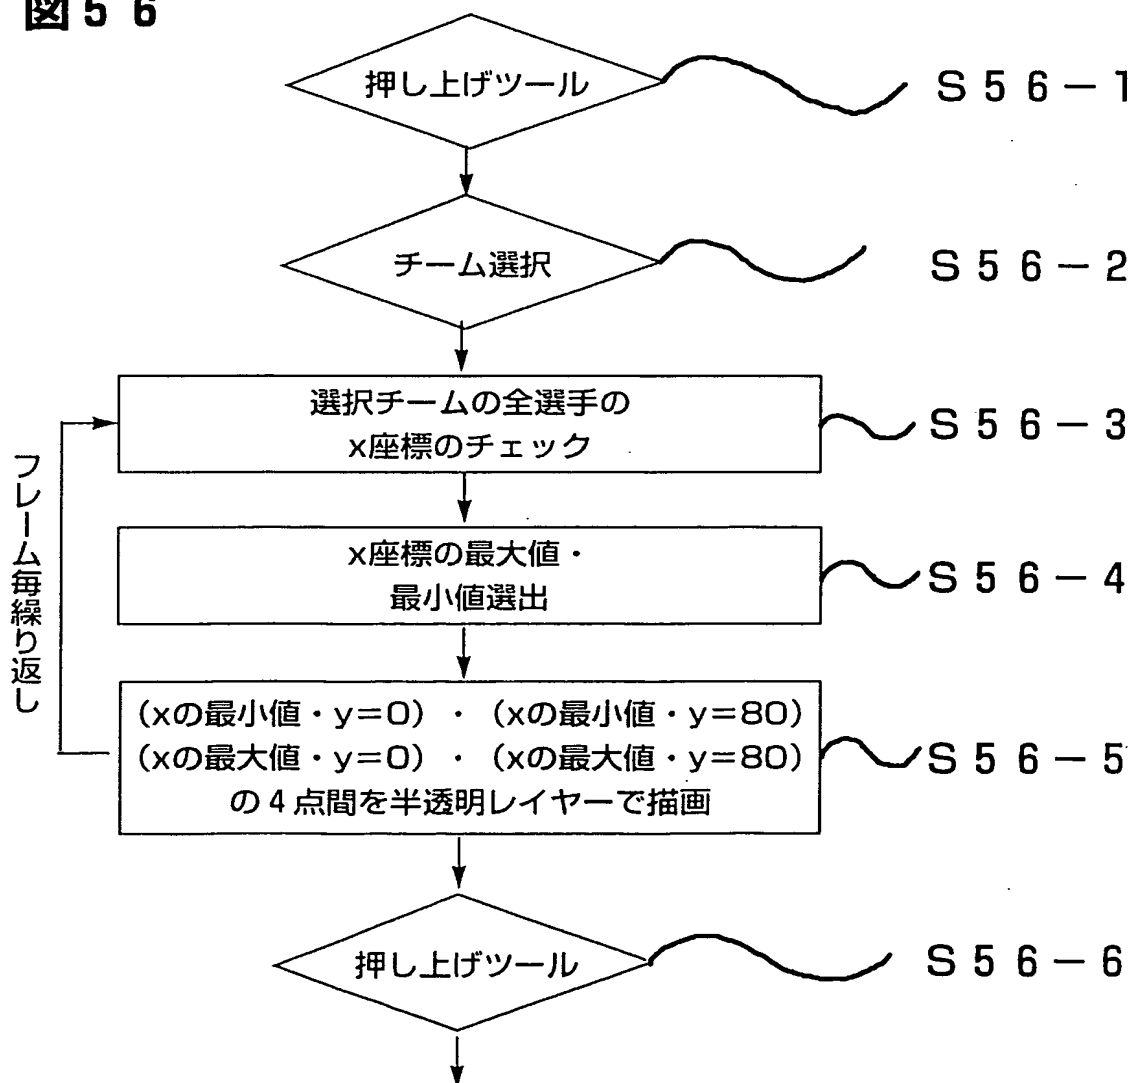 図56
押し上げツール
S56-1
チーム選択
S56-2
選択チームの全選手の
x座標のチェック
S56-3
フレーム毎繰り返し
x座標の最大値・
最小値選出
S56-4
(xの最小値・y=0)・(xの最小値・y=80)
(xの最大値・y=0)・(xの最大値・y=80)
の4点間を半透明レイヤーで描画
S56-5
押し上げツール
S56-6